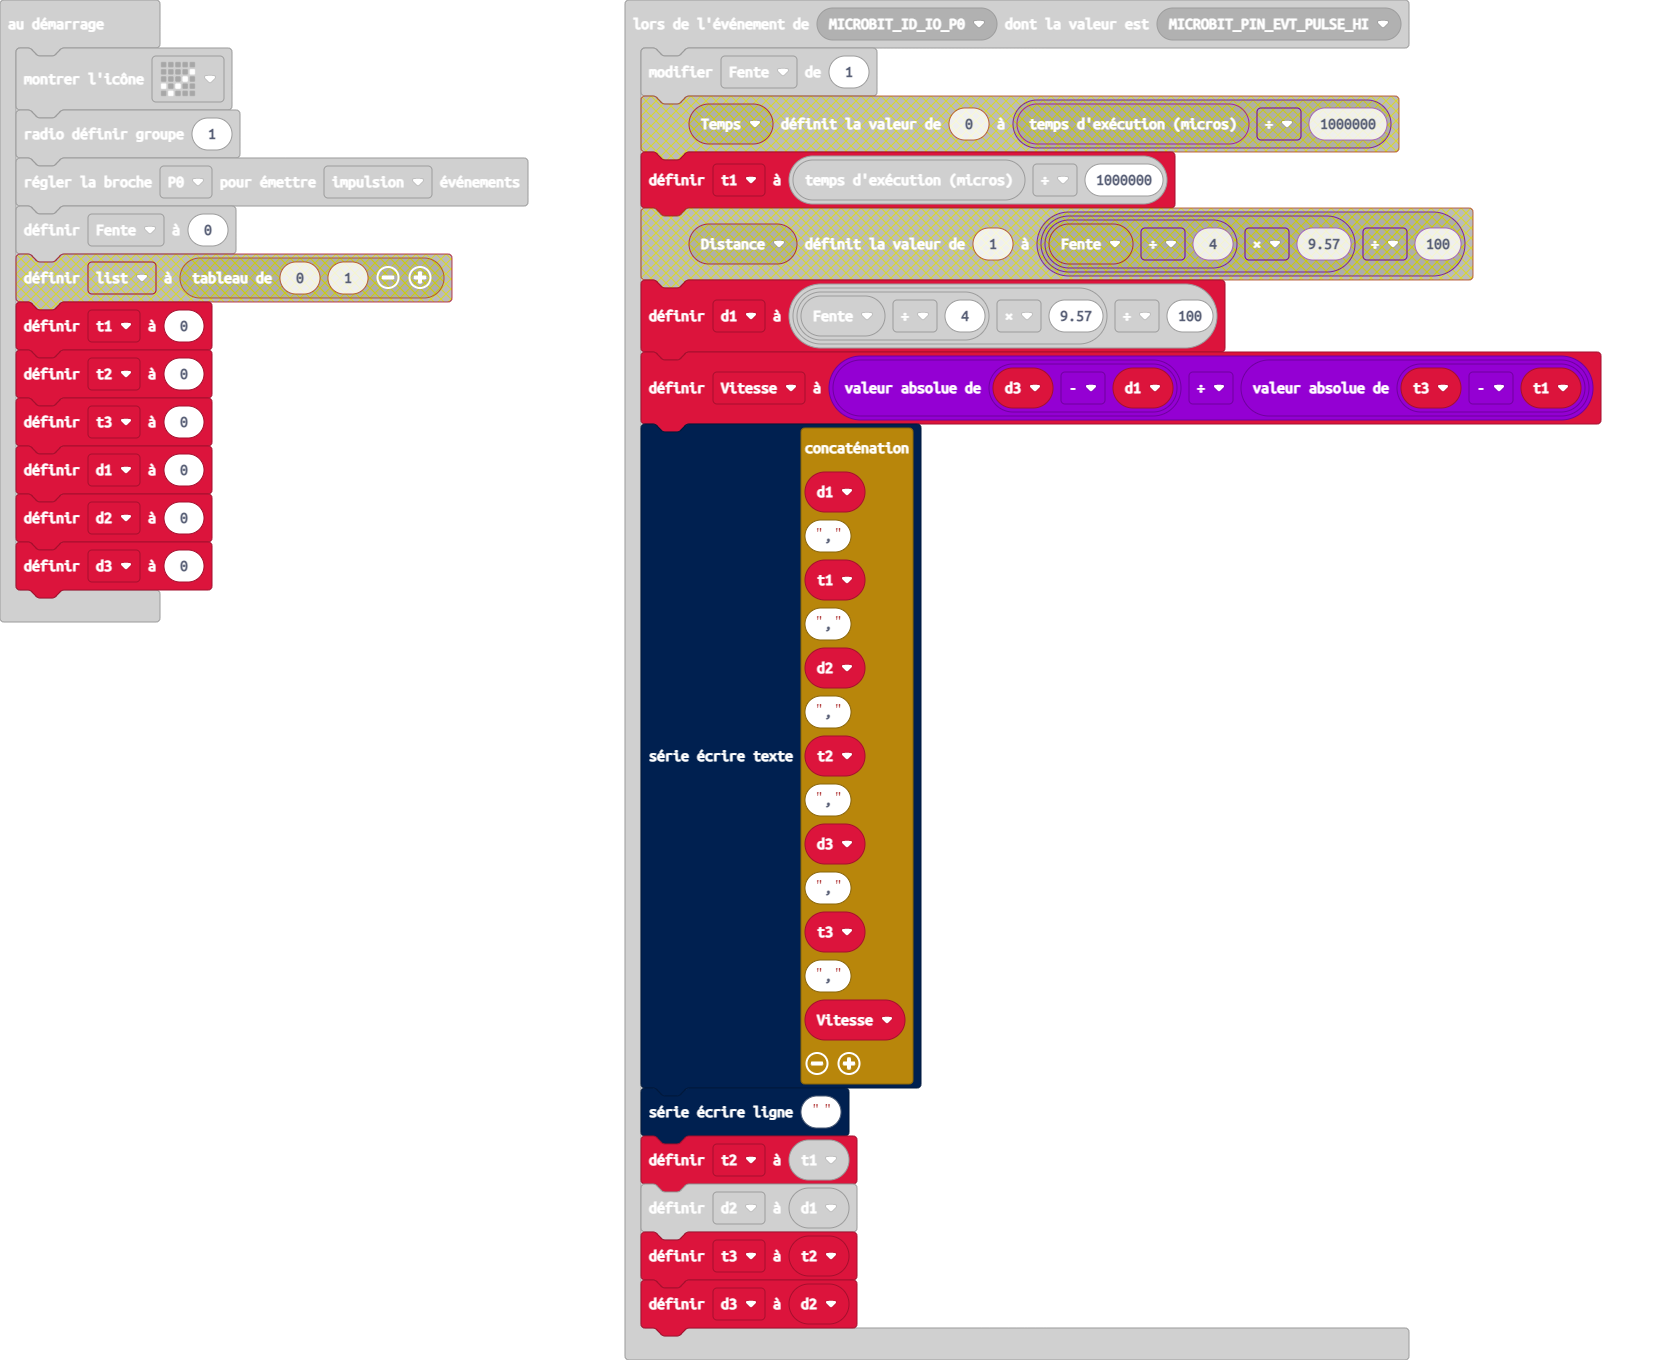 au démarrage
montrer l'icône
radio définir groupe 1
régler la broche P0 pour émettre impulsion événements
définir Fente à 0
définir list à tableau de 0 1
définir t1 à 0
définir t2 à 0
définir t3 à 0
définir d1 à 0
définir d2 à 0
définir d3 à 0
lors de l'événement de MICROBIT_ID_IO_P0 dont la valeur est MICROBIT_PIN_EVT_PULSE_HI
modifier Fente de 1
Temps définit la valeur de 0 à temps d'exécution (micros) ÷ 1000000
définir t1 à temps d'exécution (micros) ÷ 1000000
Distance définit la valeur de 1 à Fente ÷ 4 × 9.57 ÷ 100
définir d1 à Fente ÷ 4 × 9.57 ÷ 100
définir Vitesse à valeur absolue de d3 - d1 ÷ valeur absolue de t3 - t1
concaténation
d1
","
t1
","
d2
","
série écrire texte t2
","
d3
","
t3
","
Vitesse
série écrire ligne " "
définir t2 à t1
définir d2 à d1
définir t3 à t2
définir d3 à d2